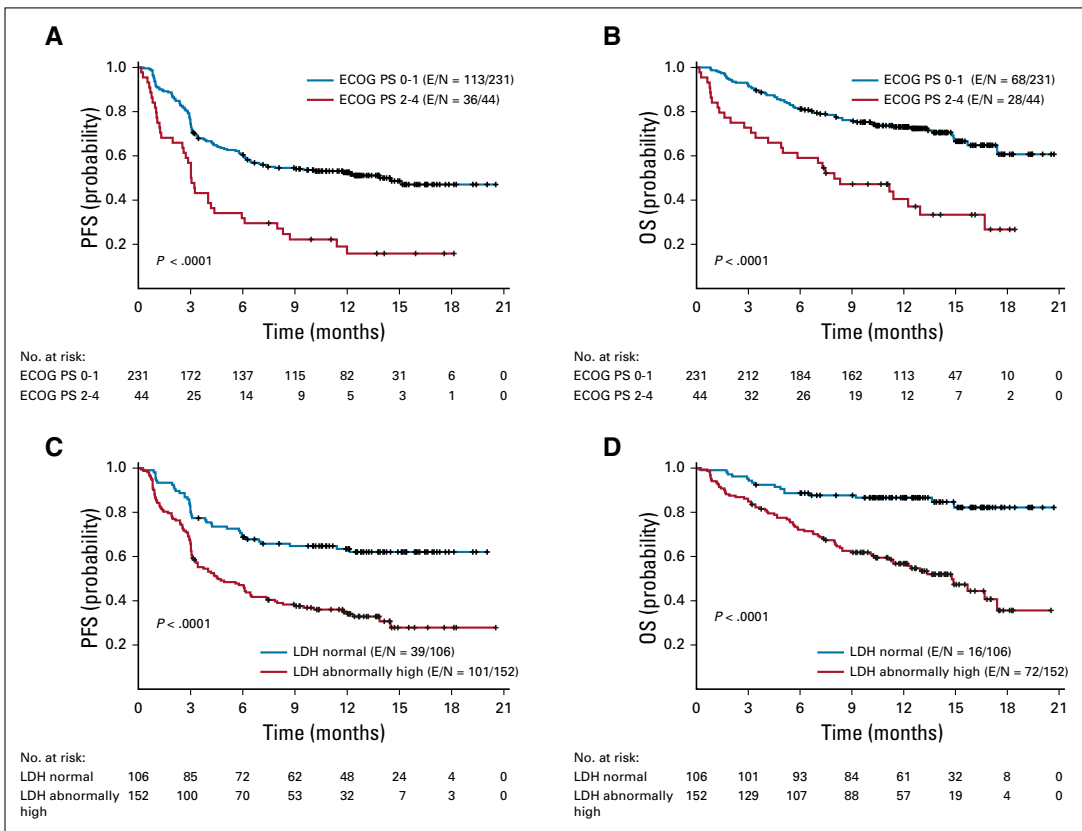 A
PFS (probability)
1.0
0.8
0.6
0.4
0.2
ECOG PS 0-1 (E/N = 113/231)
ECOG PS 2-4 (E/N = 36/44)
P < .0001
0 3 6 9 12 15 18 21
Time (months)
No. at risk:
ECOG PS 0-1 231 172 137 115 82 31 6 0
ECOG PS 2-4 44 25 14 9 5 3 1 0
B
OS (probability)
1.0
0.8
0.6
0.4
0.2
ECOG PS 0-1 (E/N = 68/231)
ECOG PS 2-4 (E/N = 28/44)
P < .0001
0 3 6 9 12 15 18 21
Time (months)
No. at risk:
ECOG PS 0-1 231 212 184 162 113 47 10 0
ECOG PS 2-4 44 32 26 19 12 7 2 0
C
PFS (probability)
1.0
0.8
0.6
0.4
0.2
P < .0001
LDH normal (E/N = 39/106)
LDH abnormally high (E/N = 101/152)
0 3 6 9 12 15 18 21
Time (months)
No. at risk:
LDH normal 106 85 72 62 48 24 4 0
LDH abnormally 152 100 70 53 32 7 3 0
high
D
OS (probability)
1.0
0.8
0.6
0.4
0.2
P < .0001
LDH normal (E/N = 16/106)
LDH abnormally high (E/N = 72/152)
0 3 6 9 12 15 18 21
Time (months)
No. at risk:
LDH normal 106 101 93 84 61 32 8 0
LDH abnormally 152 129 107 88 57 19 4 0
high